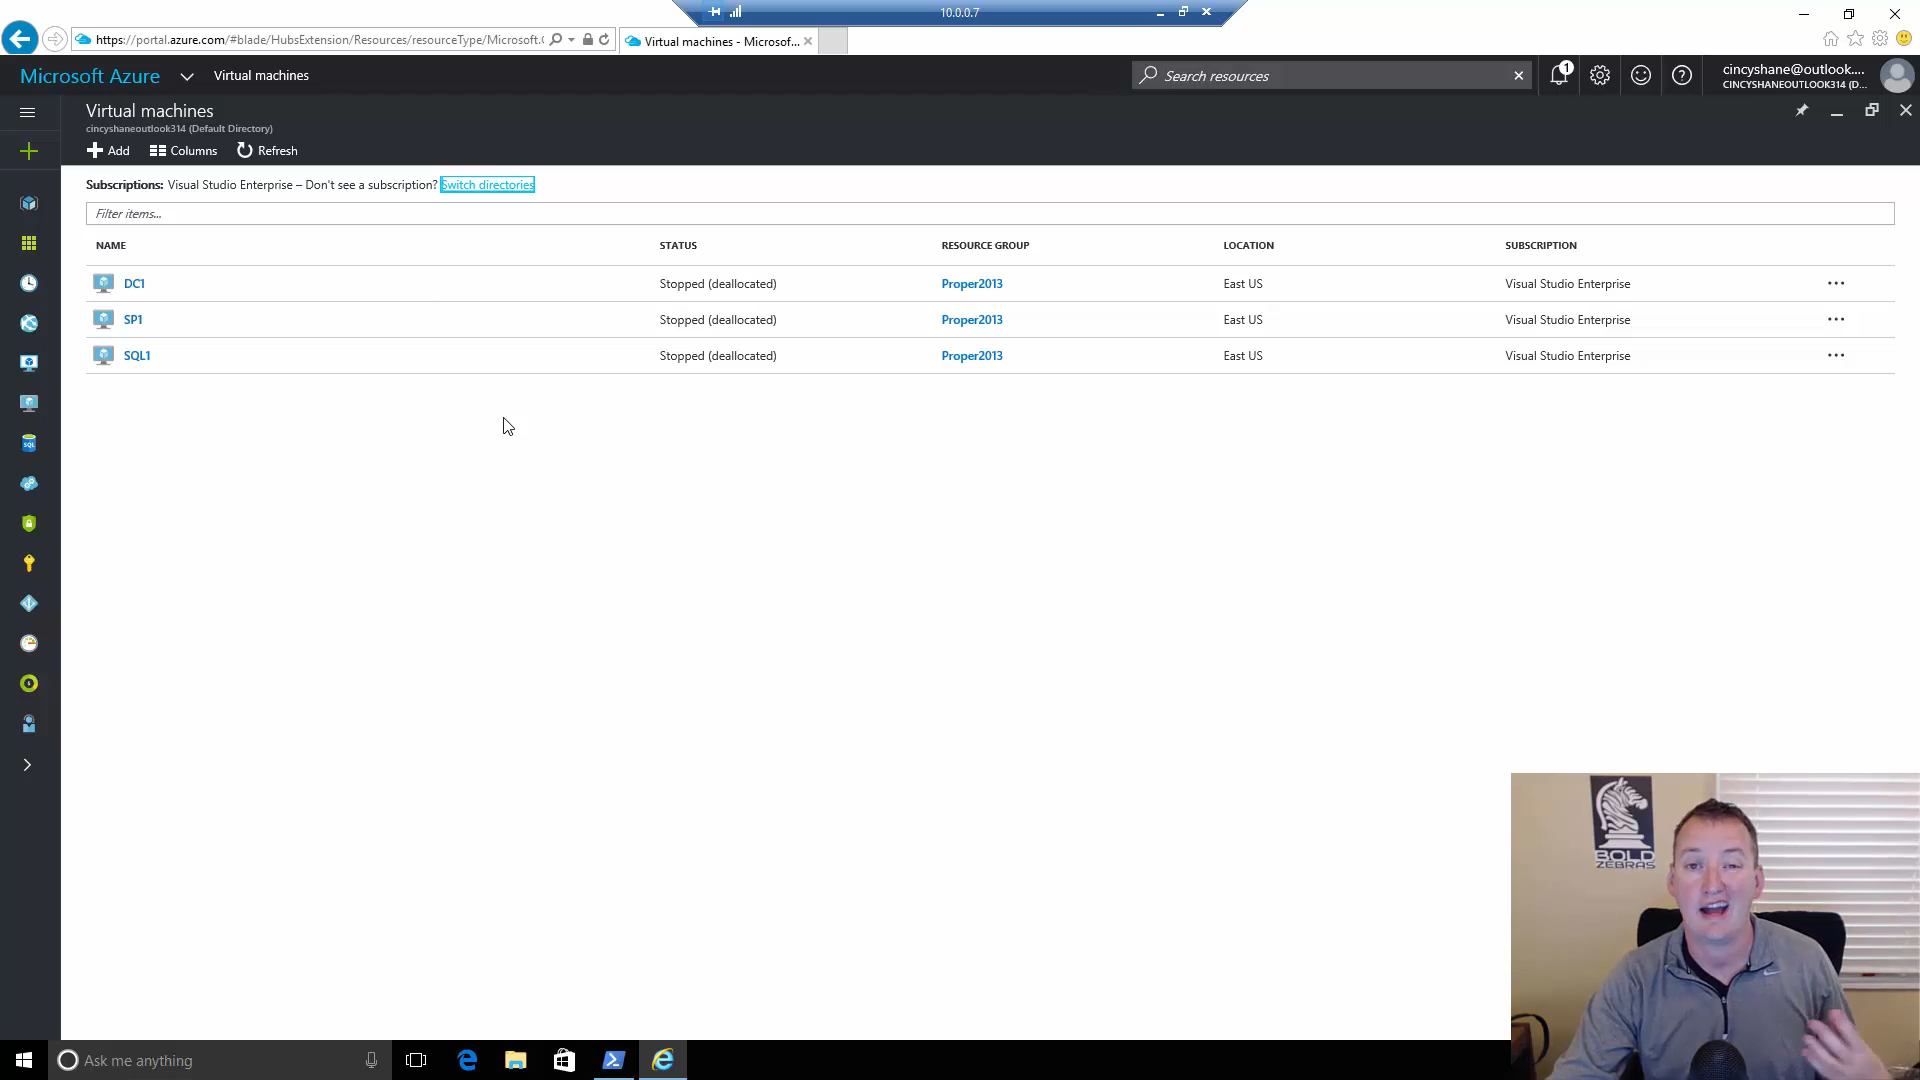 10.0.0.7
https://portal.azure.com/#blade/HubsExtension/Resources/resourceType/Microsoft.
Virtual machines - Microsof...
Microsoft Azure
Virtual machines
Search resources
1
cincyshane@outlook....
CINCYSHANEOUTLOOK314 (D...
Virtual machines
cincyshaneoutlook314 (Default Directory)
Add
Columns
Refresh
Subscriptions: Visual Studio Enterprise – Don't see a subscription? Switch directories
Filter items...
NAME STATUS RESOURCE GROUP LOCATION SUBSCRIPTION
DC1 Stopped (deallocated) Proper2013 East US Visual Studio Enterprise ...
SP1 Stopped (deallocated) Proper2013 East US Visual Studio Enterprise ...
SQL1 Stopped (deallocated) Proper2013 East US Visual Studio Enterprise ...
SQL
BOLD
ZEBRAS
Ask me anything